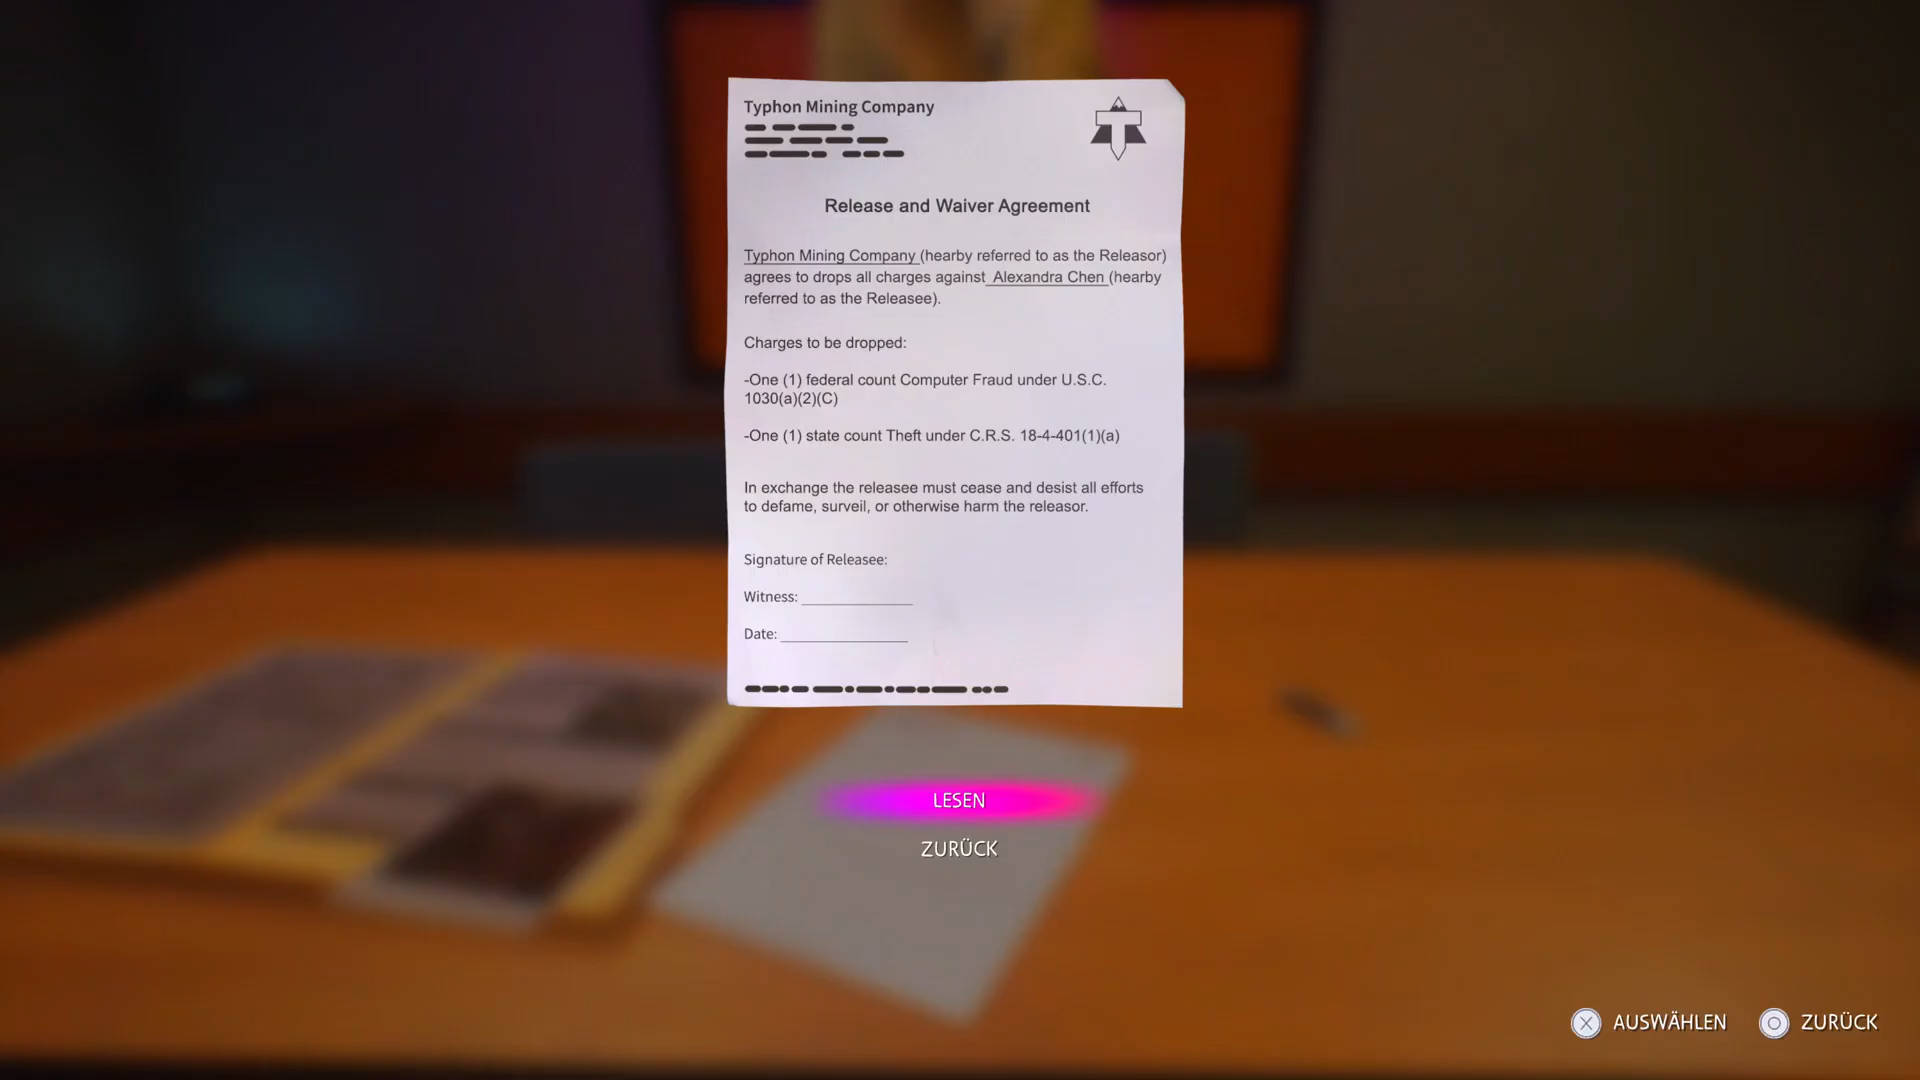 Typhon Mining Company
Release and Waiver Agreement
Typhon Mining Company (hearby referred to as the Releasor)
agrees to drops all charges against Alexandra Chen (hearby
referred to as the Releasee).
Charges to be dropped:
-One (1) federal count Computer Fraud under U.S.C.
1030(a)(2)(C)
-One (1) state count Theft under C.R.S. 18-4-401(1)(a)
In exchange the releasee must cease and desist all efforts
to defame, surveil, or otherwise harm the releasor.
Signature of Releasee:
Witness: ______________
Date: ________________
LESEN
ZURÜCK
AUSWÄHLEN ZURÜCK